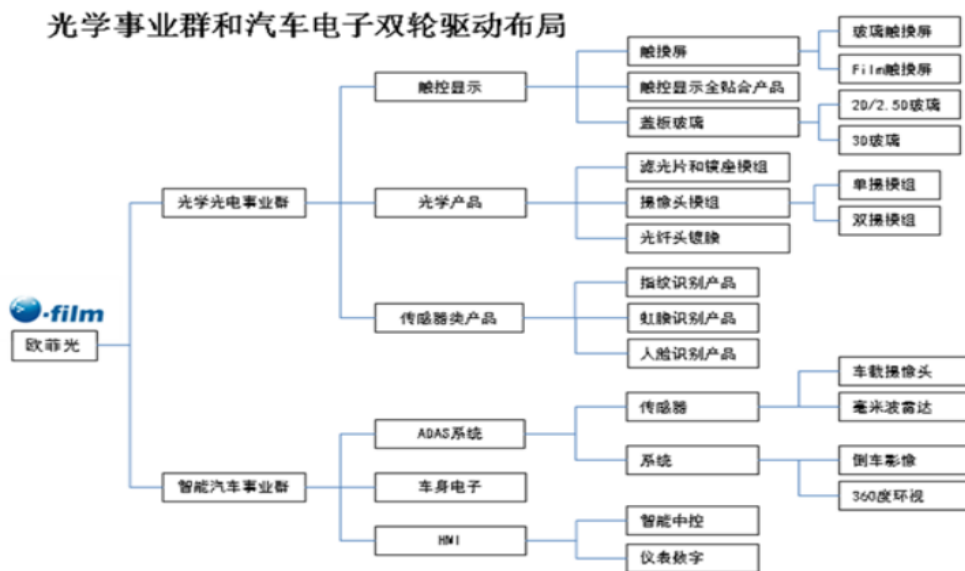 光学事业群和汽车电子双轮驱动布局
玻璃触摸屏
触摸屏
Film触摸屏
触控显示
触控显示全贴合产品
2D/2.5D玻璃
盖板玻璃
3D玻璃
滤光片和镜座模组
单摄模组
光学光电事业群
光学产品
摄像头模组
双摄模组
光纤头镀膜
指纹识别产品
o-film
传感器类产品
虹膜识别产品
欧菲光
人脸识别产品
车载摄像头
传感器
毫米波雷达
ADAS系统
系统
倒车影像
智能汽车事业群
车身电子
360度环视
智能中控
HMI
仪表数字